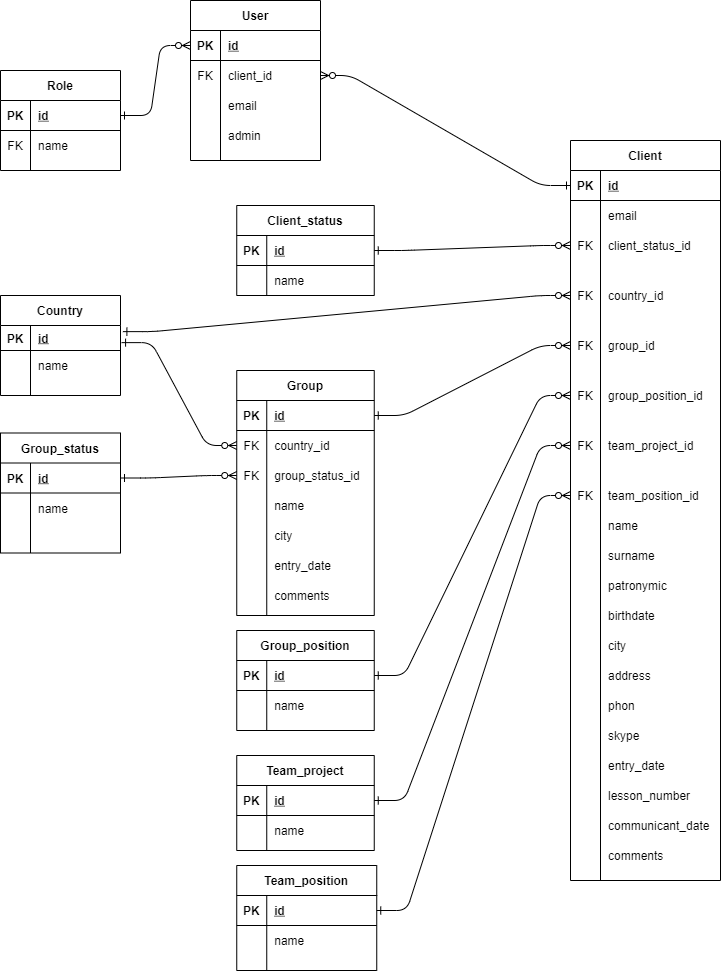 User
PK id
FK client_id
email
admin
Role
PK id
FK name
Client
PK id
email
FK client_status_id
FK country_id
FK group_id
FK group_position_id
FK team_project_id
FK team_position_id
name
surname
patronymic
birthdate
city
address
phon
skype
entry_date
lesson_number
communicant_date
comments
Client_status
PK id
name
Country
PK id
name
Group
PK id
FK country_id
FK group_status_id
name
city
entry_date
comments
Group_status
PK id
name
Group_position
PK id
name
Team_project
PK id
name
Team_position
PK id
name